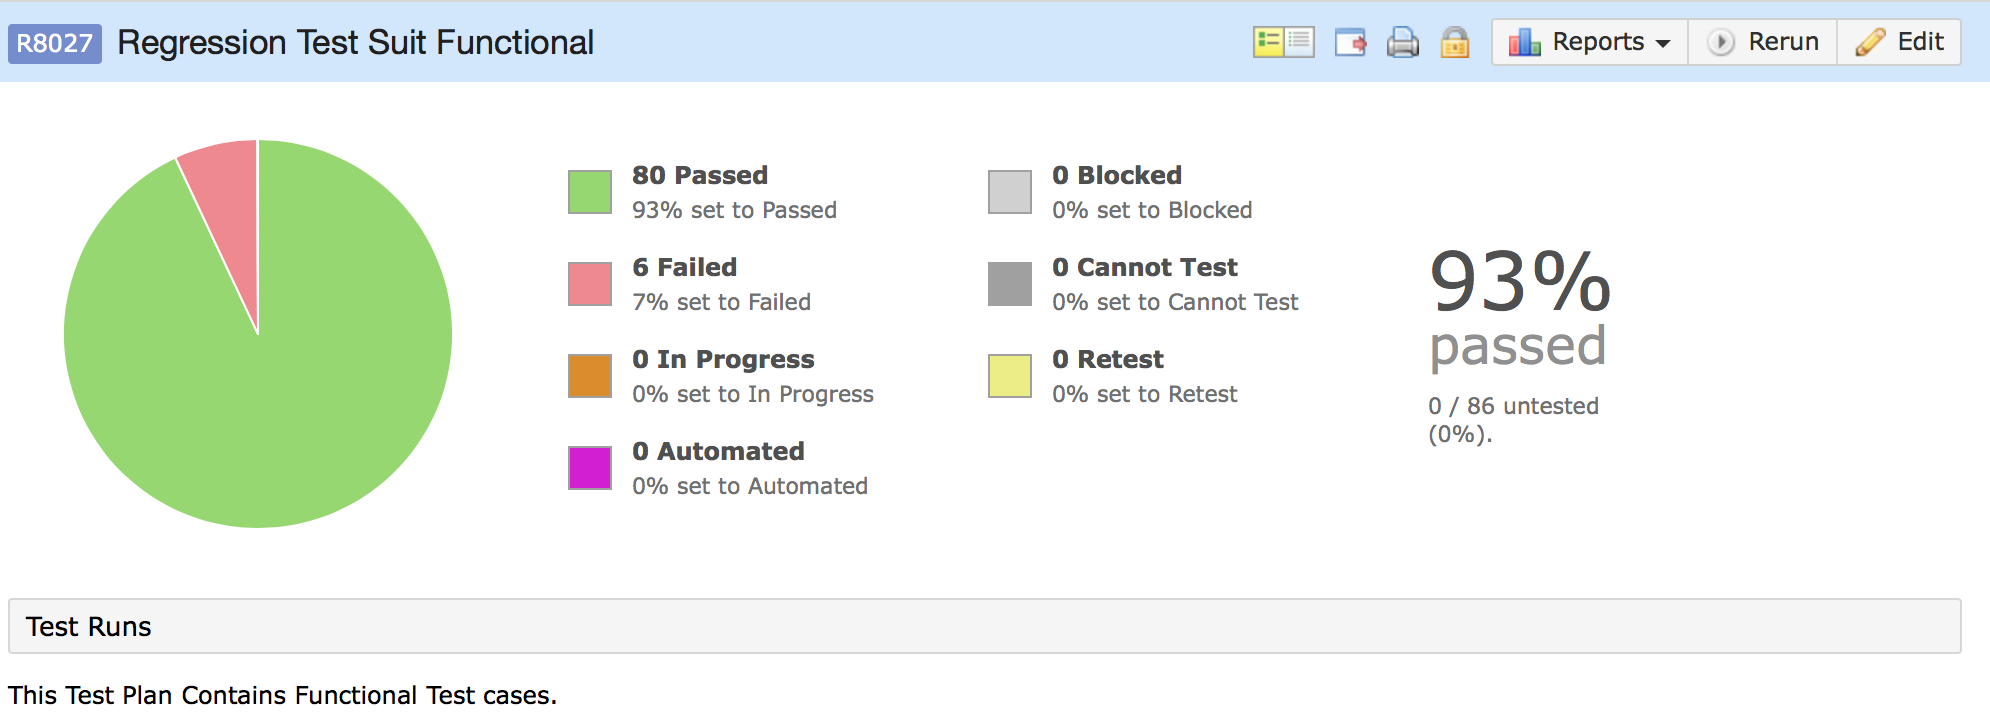 R8027 Regression Test Suit Functional
Reports Rerun Edit
80 Passed
93% set to Passed
6 Failed
7% set to Failed
0 In Progress
0% set to In Progress
0 Automated
0% set to Automated
0 Blocked
0% set to Blocked
0 Cannot Test
0% set to Cannot Test
0 Retest
0% set to Retest
93%
passed
0 / 86 untested
(0%).
Test Runs
This Test Plan Contains Functional Test cases.